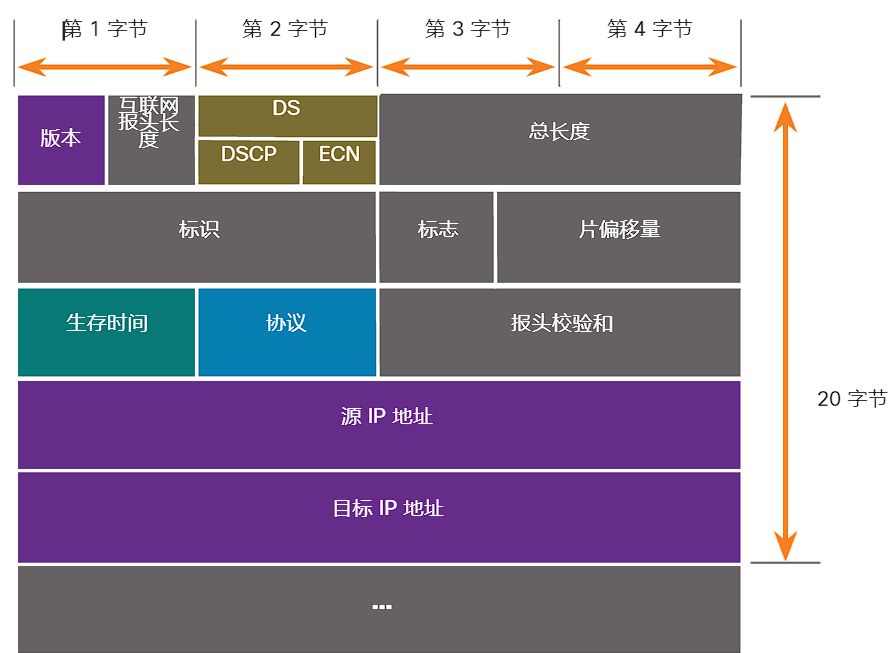 第 1 字节
第 2 字节
第 3 字节
第 4 字节
版本
互联网
报头长
度
DS
DSCP
ECN
总长度
标识
标志
片偏移量
生存时间
协议
报头校验和
源 IP 地址
目标 IP 地址
...
20 字节